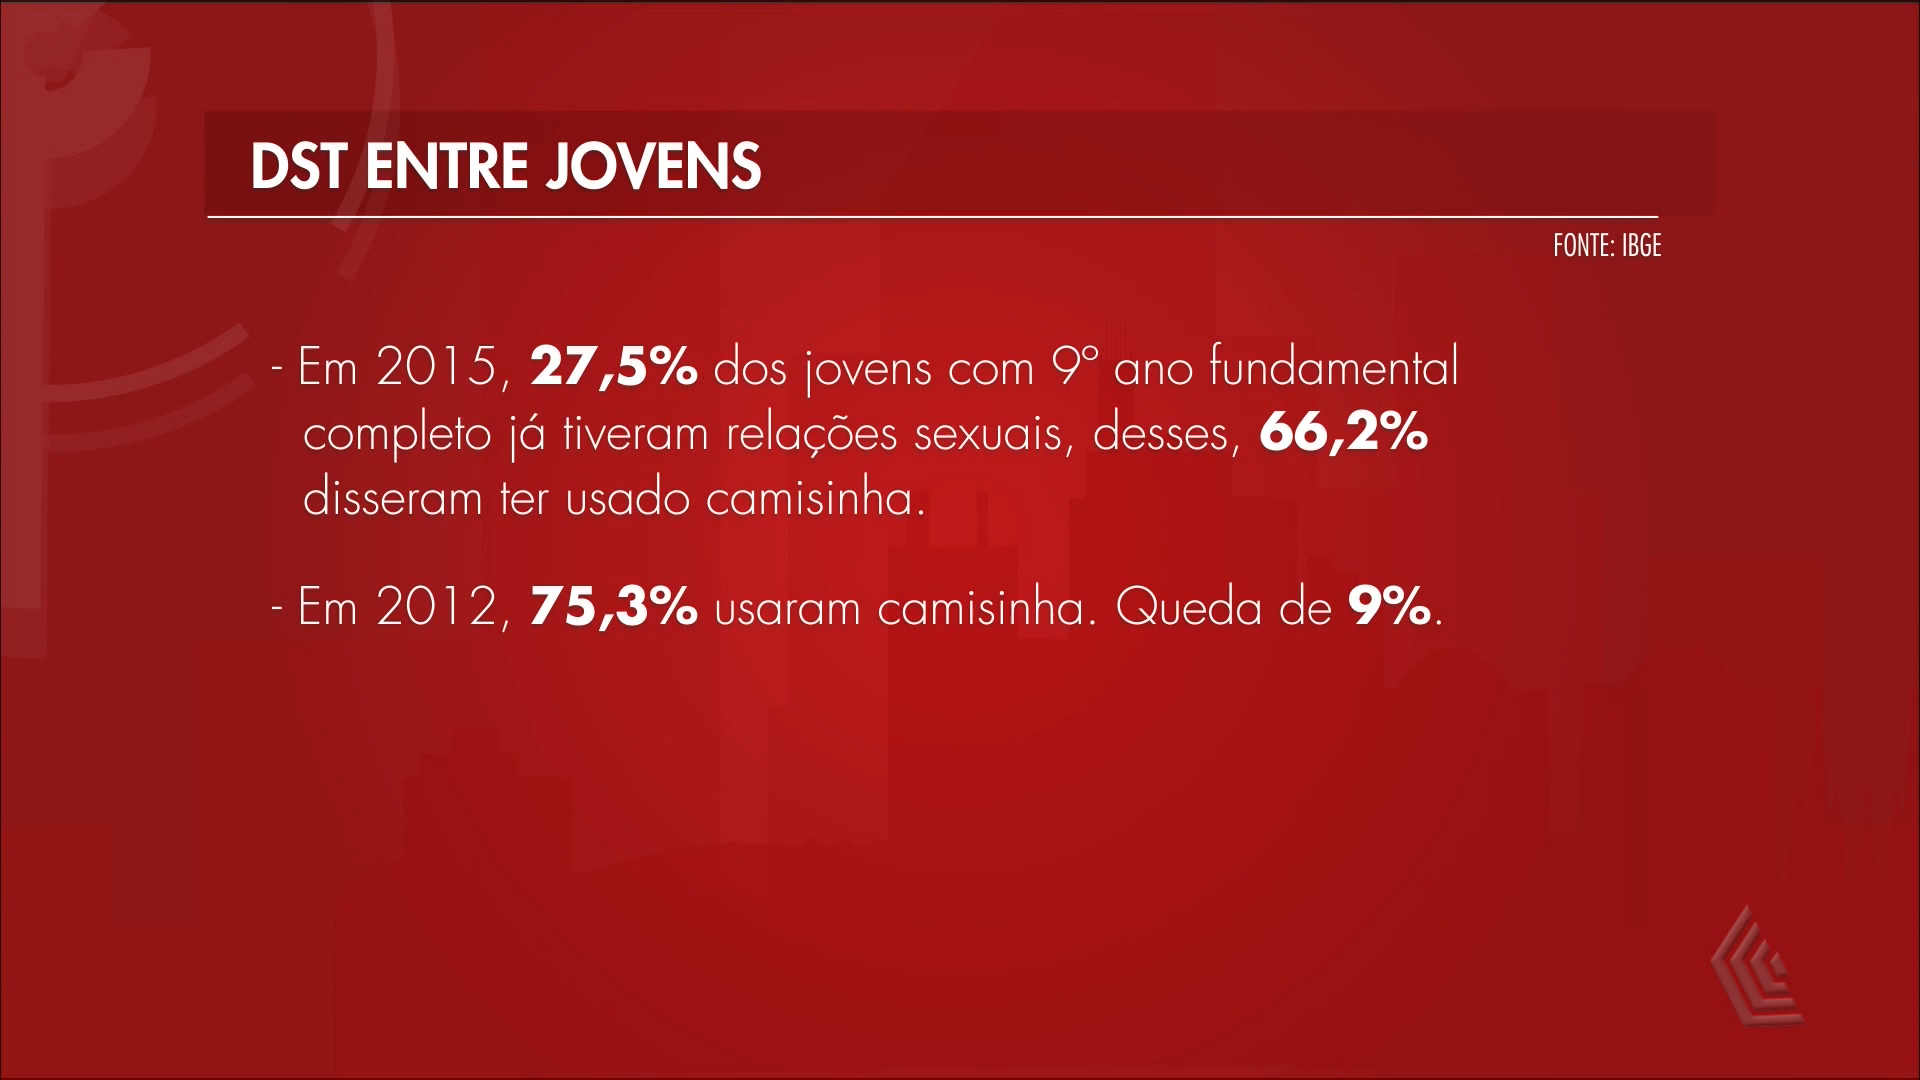 DST ENTRE JOVENS
FONTE: IBGE
- Em 2015, 27,5% dos jovens com 9º ano fundamental
completo já tiveram relações sexuais, desses, 66,2%
disseram ter usado camisinha.
- Em 2012, 75,3% usaram camisinha. Queda de 9%.